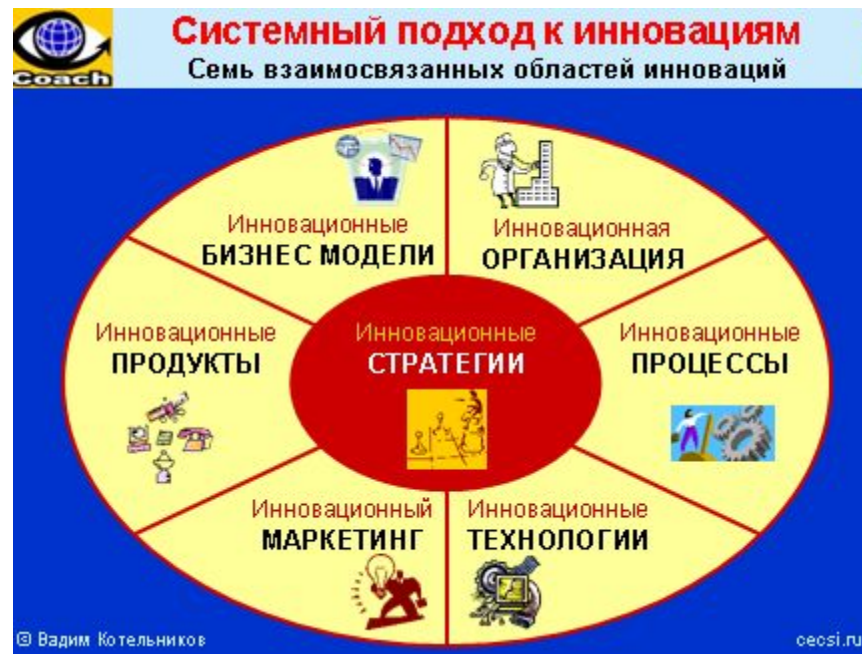 Coach
Системный подход к инновациям
Семь взаимосвязанных областей инноваций
Инновационные
БИЗНЕС МОДЕЛИ
Инновационная
ОРГАНИЗАЦИЯ
Инновационные
ПРОДУКТЫ
Инновационные
СТРАТЕГИИ
Инновационные
ПРОЦЕССЫ
Инновационный
МАРКЕТИНГ
Инновационные
ТЕХНОЛОГИИ
© Вадим Котельников
cecsi.ru